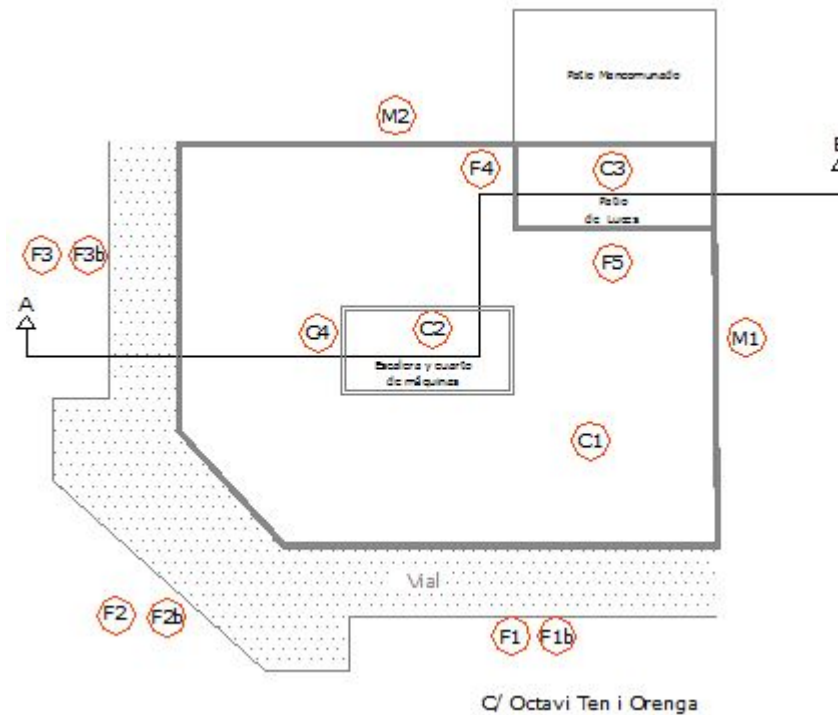 Patio Mancomunado
M2
F4
C3
Patio
de Luces
F3
F3b
F5
A
C4
C2
M1
Escalera y cuarto
de máquinas
C1
Vial
F2
F2b
F1
F1b
C/ Octavi Ten i Orenga